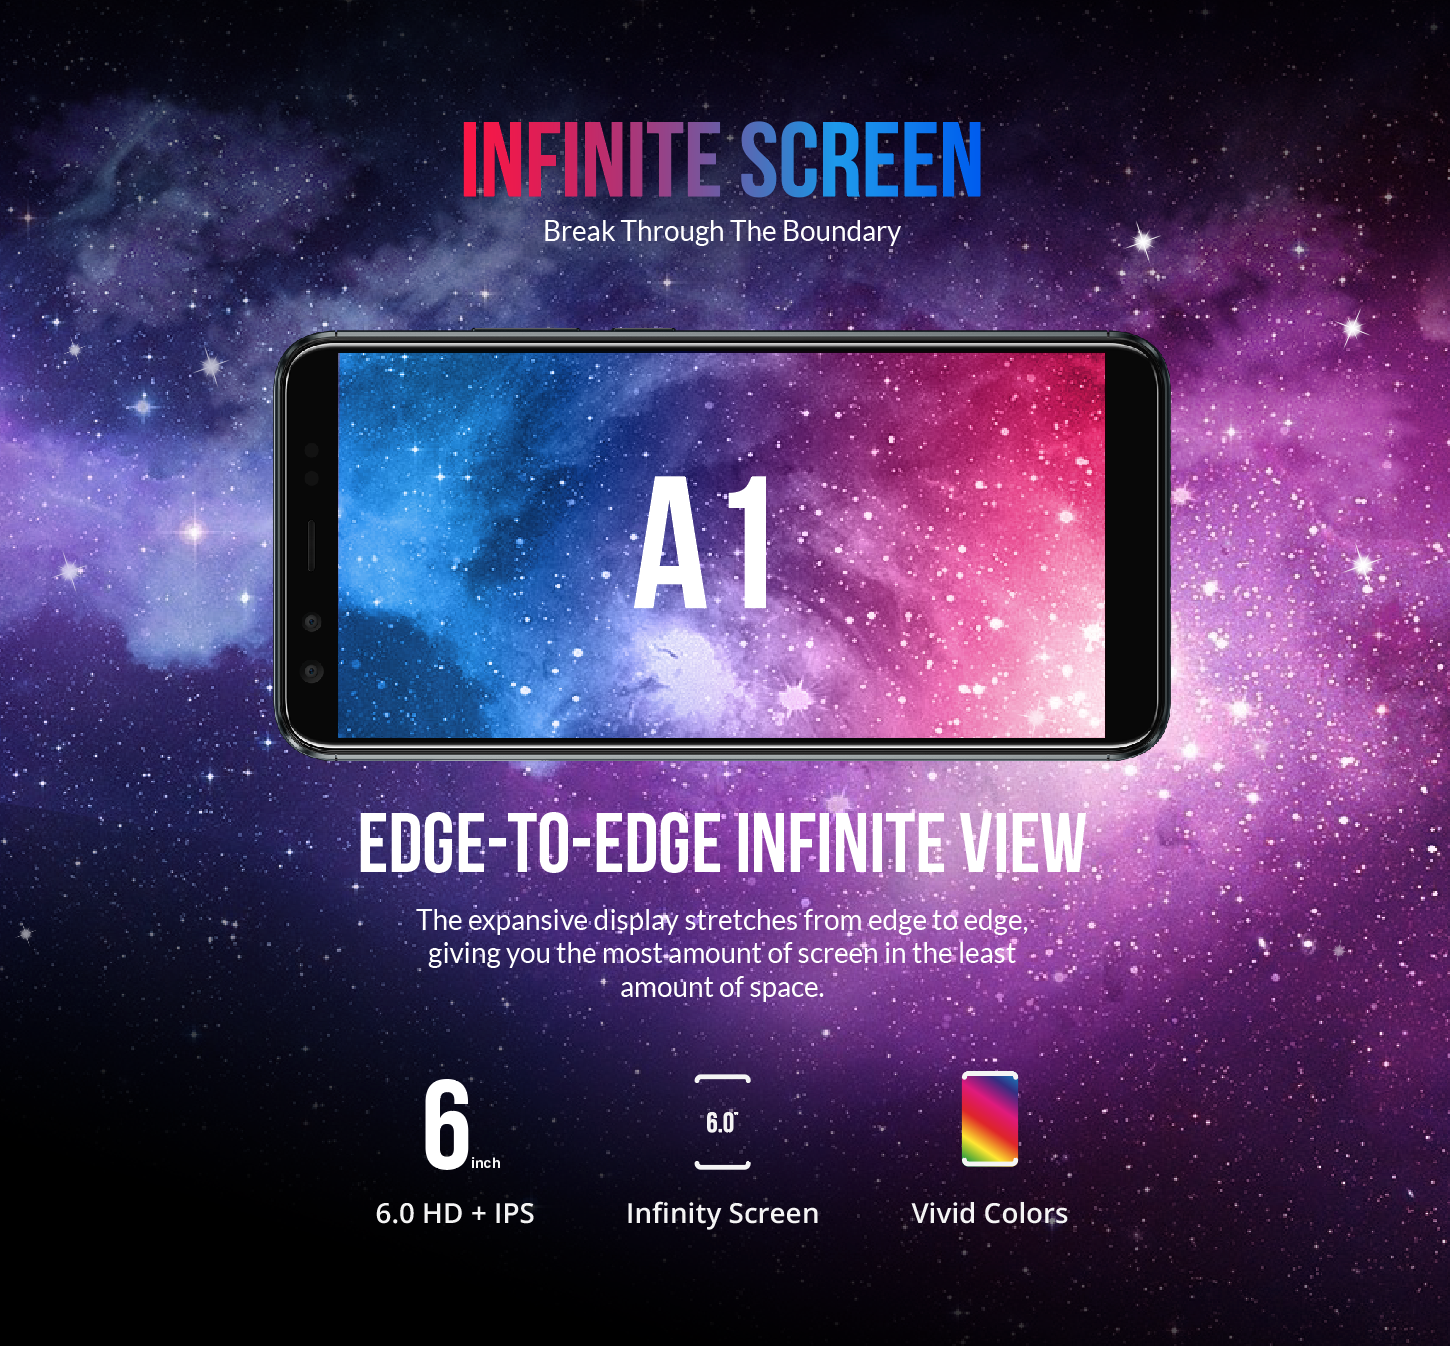 INFINITE SCREEN
Break Through The Boundary
A1
EDGE-TO-EDGE INFINITE VIEW
The expansive display stretches from edge to edge,
giving you the most amount of screen in the least
amount of space.
6 inch
6.0"
6.0 HD + IPS
Infinity Screen
Vivid Colors